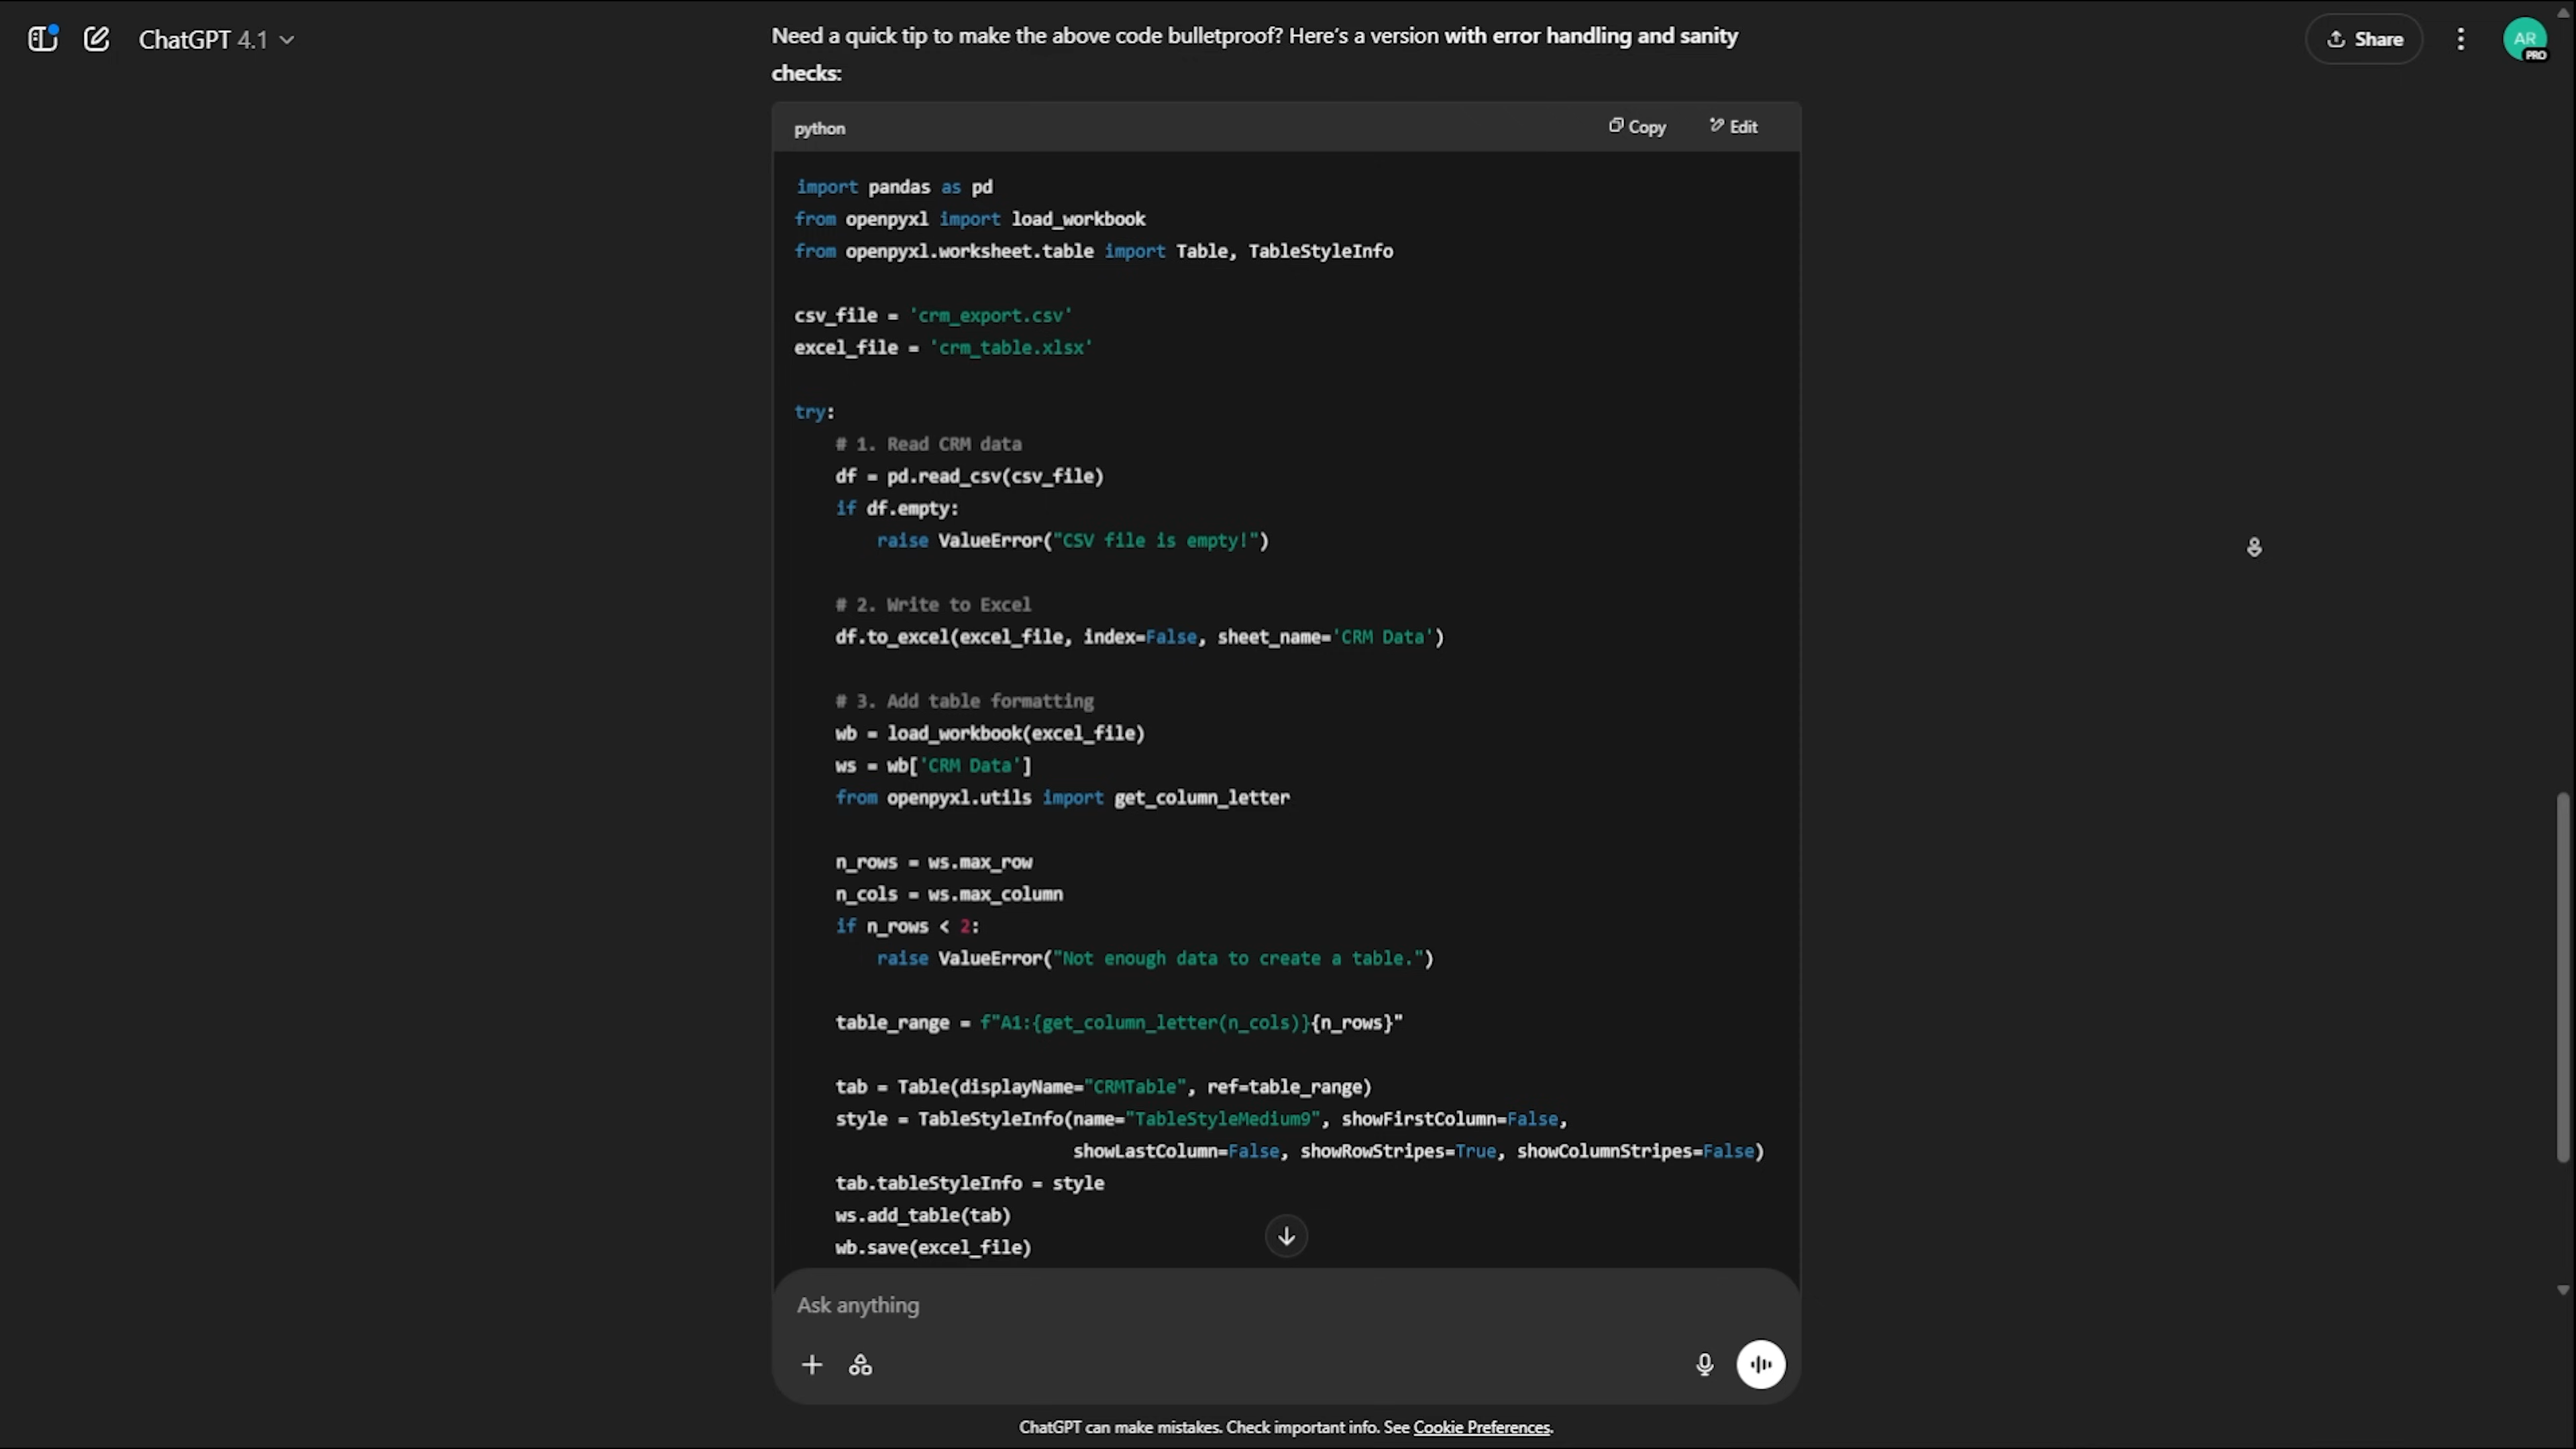 ChatGPT 4.1
Share
AR
PRO
Need a quick tip to make the above code bulletproof? Here's a version with error handling and sanity
checks:
python
Copy
Edit
import pandas as pd
from openpyxl import load_workbook
from openpyxl.worksheet.table import Table, TableStyleInfo
csv_file = 'crm_export.csv'
excel_file = 'crm_table.xlsx'
try:
    # 1. Read CRM data
    df = pd.read_csv(csv_file)
    if df.empty:
        raise ValueError("CSV file is empty!")
    # 2. Write to Excel
    df.to_excel(excel_file, index=False, sheet_name='CRM Data')
    # 3. Add table formatting
    wb = load_workbook(excel_file)
    ws = wb['CRM Data']
    from openpyxl.utils import get_column_letter
    n_rows = ws.max_row
    n_cols = ws.max_column
    if n_rows < 2:
        raise ValueError("Not enough data to create a table.")
    table_range = f"A1:{get_column_letter(n_cols)}{n_rows}"
    tab = Table(displayName="CRMTable", ref=table_range)
    style = TableStyleInfo(name="TableStyleMedium9", showFirstColumn=False,
                           showLastColumn=False, showRowStripes=True, showColumnStripes=False)
    tab.tableStyleInfo = style
    ws.add_table(tab)
    wb.save(excel_file)
Ask anything
ChatGPT can make mistakes. Check important info. See Cookie Preferences.